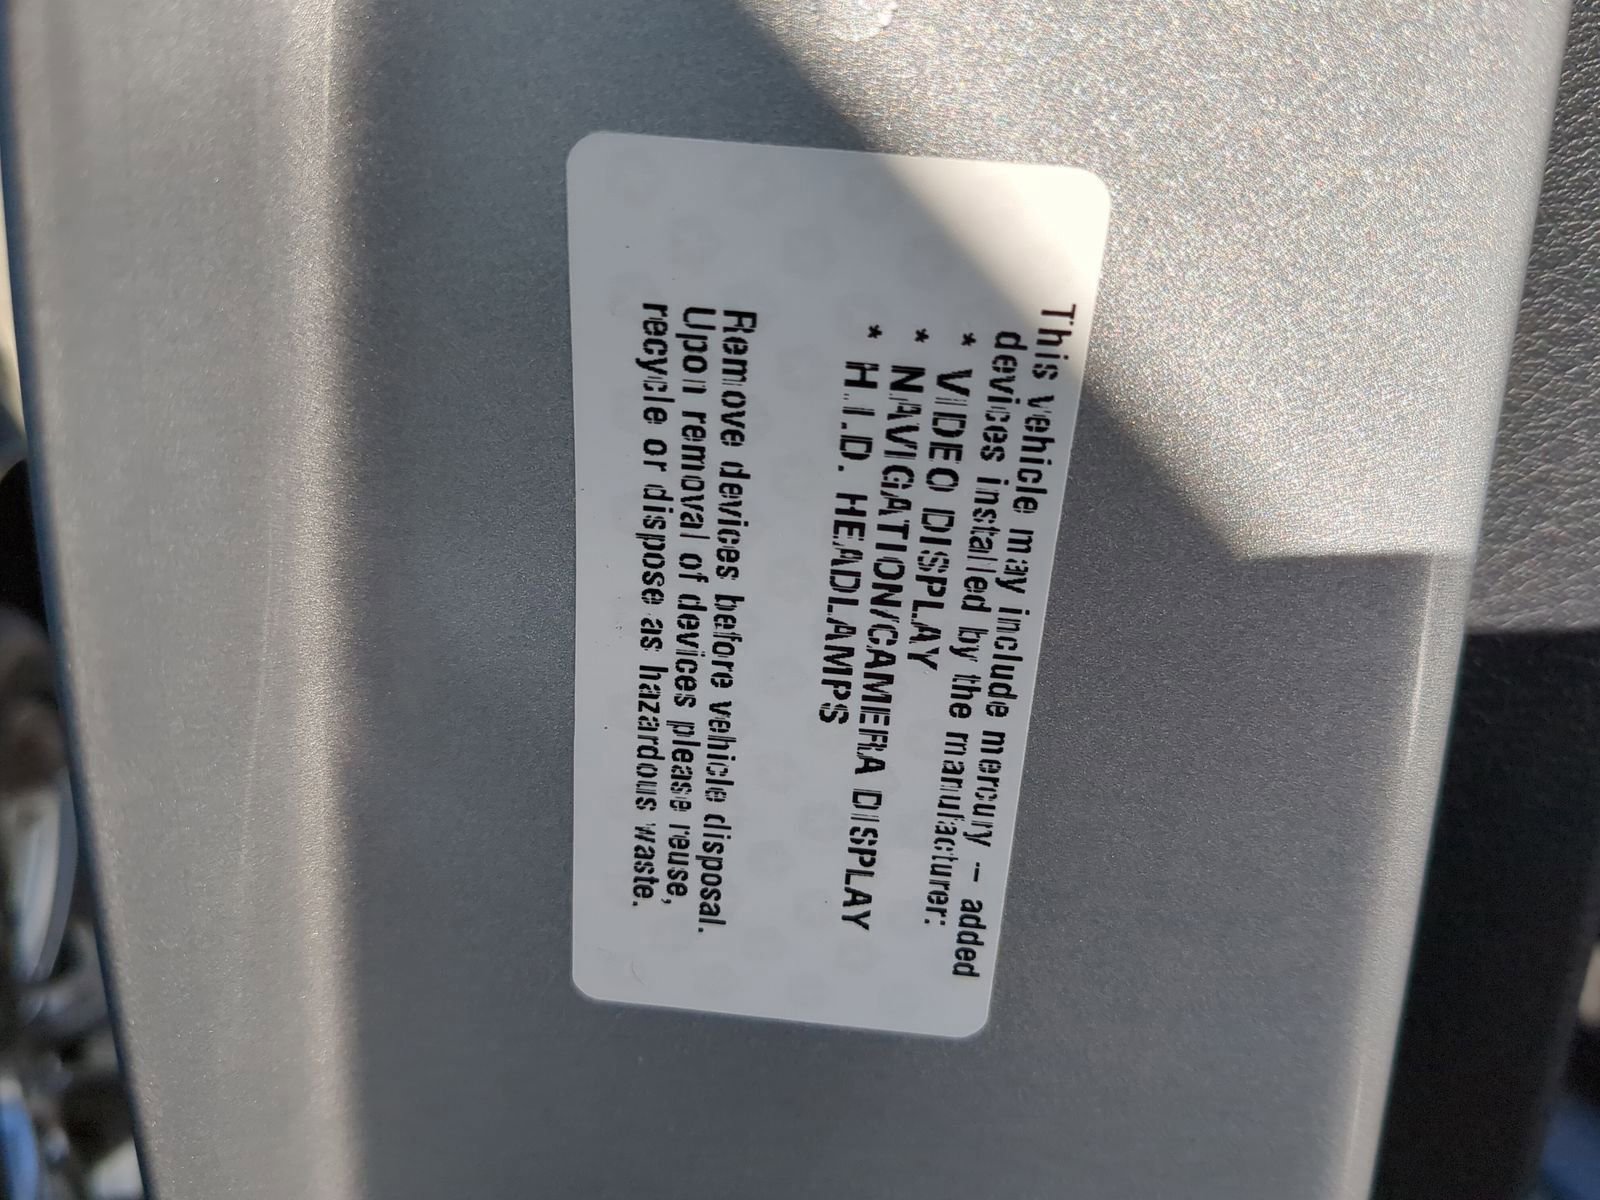 This vehicle may include mercury — added
devices installed by the manufacturer:
* VIDEO DISPLAY
* NAVIGATION/CAMERA DISPLAY
* H.I.D. HEADLAMPS
Remove devices before vehicle disposal.
Upon removal of devices please reuse,
recycle or dispose as hazardous waste.